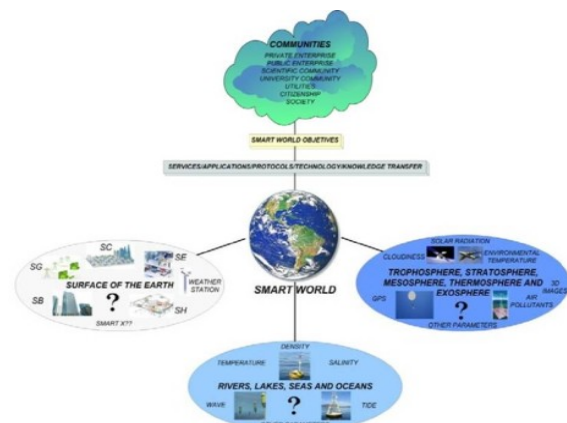 COMMUNITIES
PRIVATE ENTERPRISE
PUBLIC ENTERPRISE
SCIENTIFIC COMMUNITY
UNIVERSITY COMMUNITY
UTILITIES
CITIZENSHIP
SOCIETY
SMART WORLD OBJETIVES
SERVICES/APPLICATIONS/PROTOCOLS/TECHNOLOGY/KNOWLEDGE TRANSFER
SC
SG
SE
SURFACE OF THE EARTH
WEATHER
STATION
SB
?
SH
SMART X??
SMART WORLD
SOLAR RADIATION
CLOUDINESS
ENVIRONMENTAL
TEMPERATURE
TROPHOSPHERE, STRATOSPHERE,
MESOSPHERE, THERMOSPHERE AND
EXOSPHERE
3D
IMAGES
GPS
?
AIR
POLLUTANTS
OTHER PARAMETERS
DENSITY
TEMPERATURE
SALINITY
RIVERS, LAKES, SEAS AND OCEANS
WAVE
?
TIDE